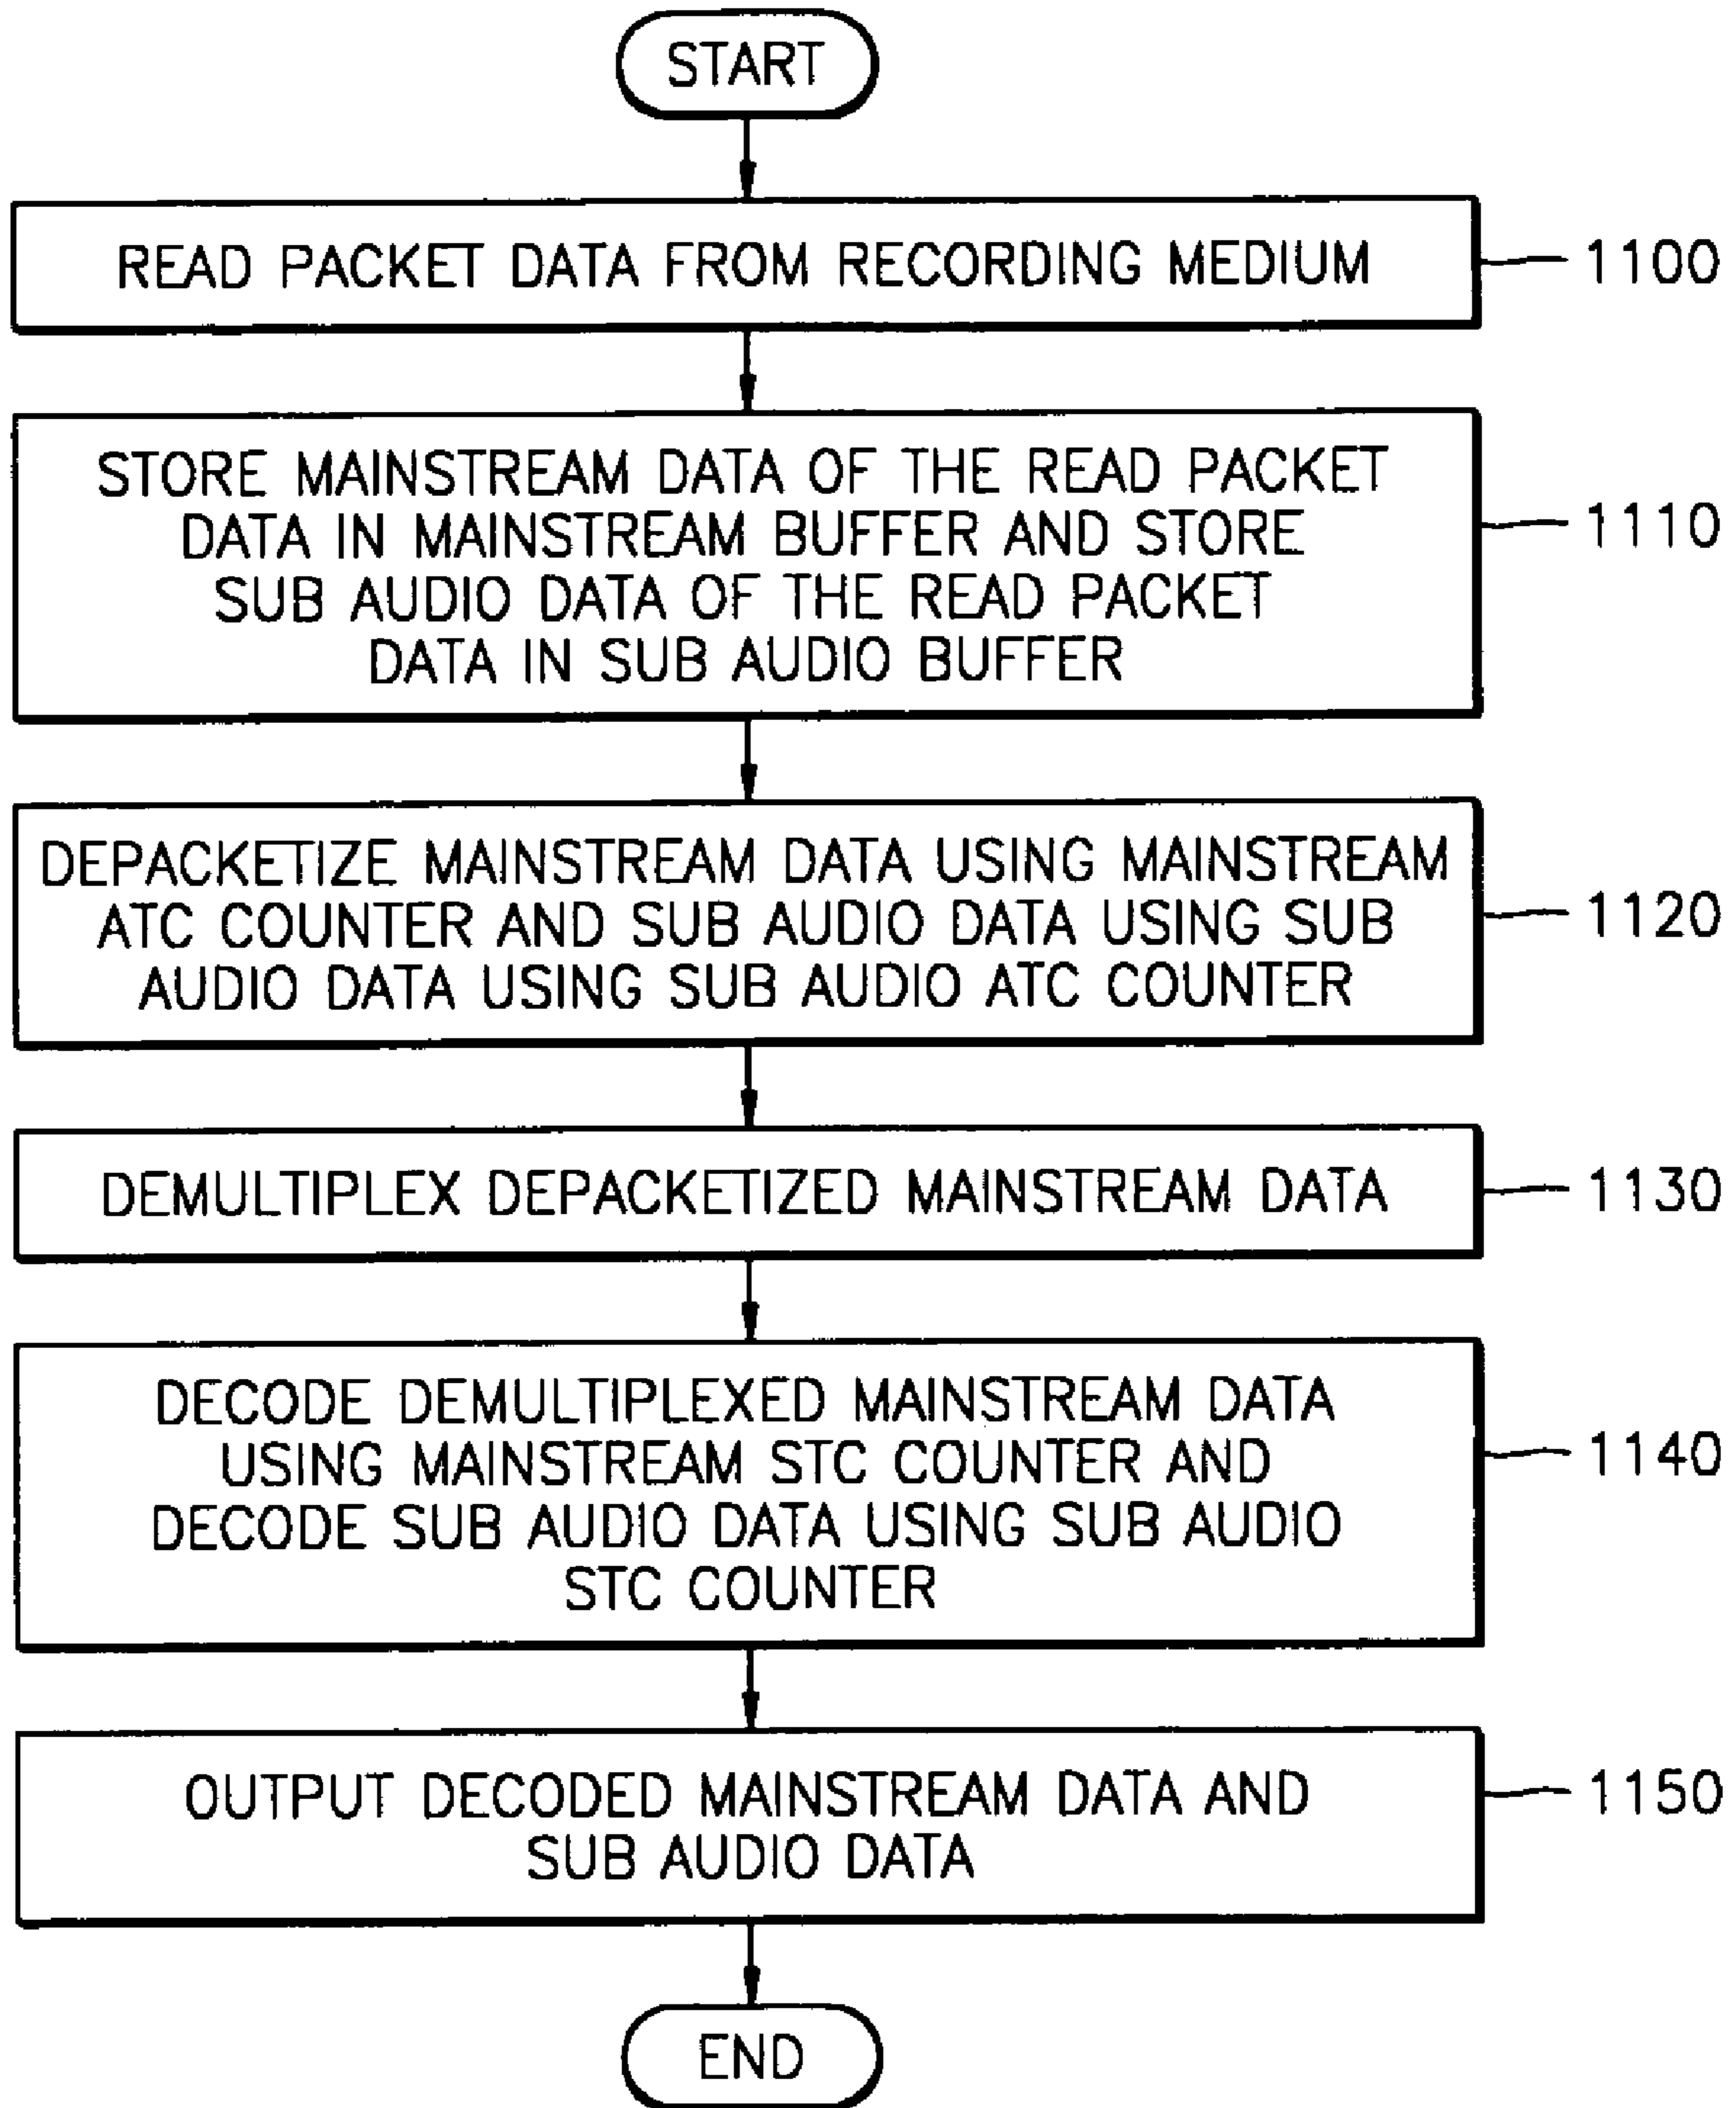 START
READ PACKET DATA FROM RECORDING MEDIUM
1100
STORE MAINSTREAM DATA OF THE READ PACKET
DATA IN MAINSTREAM BUFFER AND STORE
SUB AUDIO DATA OF THE READ PACKET
DATA IN SUB AUDIO BUFFER
1110
DEPACKETIZE MAINSTREAM DATA USING MAINSTREAM
ATC COUNTER AND SUB AUDIO DATA USING SUB
AUDIO DATA USING SUB AUDIO ATC COUNTER
1120
DEMULTIPLEX DEPACKETIZED MAINSTREAM DATA
1130
DECODE DEMULTIPLEXED MAINSTREAM DATA
USING MAINSTREAM STC COUNTER AND
DECODE SUB AUDIO DATA USING SUB AUDIO
STC COUNTER
1140
OUTPUT DECODED MAINSTREAM DATA AND
SUB AUDIO DATA
1150
END